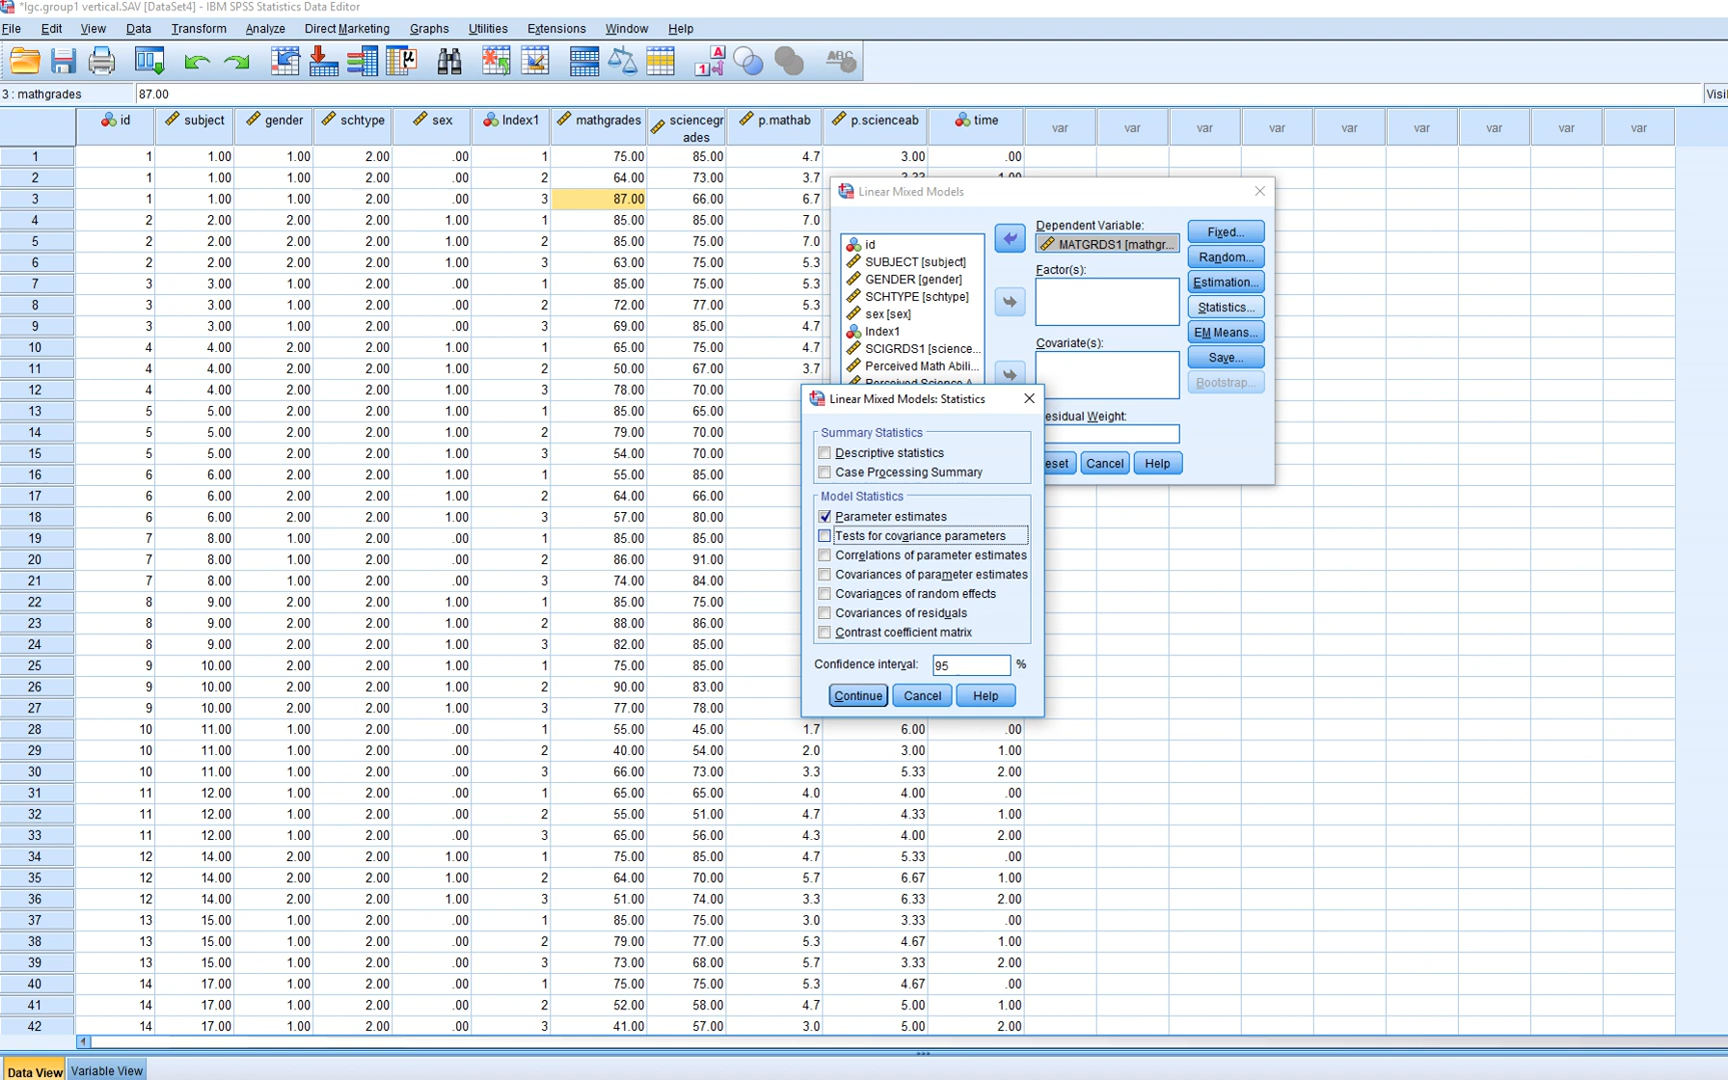 *lgc.group1 vertical.SAV [DataSet4] - IBM SPSS Statistics Data Editor
File Edit View Data Transform Analyze Direct Marketing Graphs Utilities Extensions Window Help
3 : mathgrades 87.00
id subject gender schtype sex Index1 mathgrades sciencegrades p.mathab p.scienceab time var var var var var var var var var
1 1 1.00 1.00 2.00 .00 1 75.00 85.00 4.7 3.00 .00
2 1 1.00 1.00 2.00 .00 2 64.00 73.00 3.7
3 1 1.00 1.00 2.00 .00 3 87.00 66.00 6.7
4 2 2.00 2.00 2.00 1.00 1 85.00 85.00 7.0
5 2 2.00 2.00 2.00 1.00 2 85.00 75.00 7.0
6 2 2.00 2.00 2.00 1.00 3 63.00 75.00 5.3
7 3 3.00 1.00 2.00 .00 1 85.00 75.00 5.3
8 3 3.00 1.00 2.00 .00 2 72.00 77.00 5.3
9 3 3.00 1.00 2.00 .00 3 69.00 85.00 4.7
10 4 4.00 2.00 2.00 1.00 1 65.00 75.00 4.7
11 4 4.00 2.00 2.00 1.00 2 50.00 67.00 3.7
12 4 4.00 2.00 2.00 1.00 3 78.00 70.00
13 5 5.00 2.00 2.00 1.00 1 85.00 65.00
14 5 5.00 2.00 2.00 1.00 2 79.00 70.00
15 5 5.00 2.00 2.00 1.00 3 54.00 70.00
16 6 6.00 2.00 2.00 1.00 1 55.00 85.00
17 6 6.00 2.00 2.00 1.00 2 64.00 66.00
18 6 6.00 2.00 2.00 1.00 3 57.00 80.00
19 7 8.00 1.00 2.00 .00 1 85.00 85.00
20 7 8.00 1.00 2.00 .00 2 86.00 91.00
21 7 8.00 1.00 2.00 .00 3 74.00 84.00
22 8 9.00 2.00 2.00 1.00 1 85.00 75.00
23 8 9.00 2.00 2.00 1.00 2 88.00 86.00
24 8 9.00 2.00 2.00 1.00 3 82.00 85.00
25 9 10.00 2.00 2.00 1.00 1 75.00 85.00
26 9 10.00 2.00 2.00 1.00 2 90.00 83.00
27 9 10.00 2.00 2.00 1.00 3 77.00 78.00
28 10 11.00 1.00 2.00 .00 1 55.00 45.00 1.7 6.00 .00
29 10 11.00 1.00 2.00 .00 2 40.00 54.00 2.0 3.00 1.00
30 10 11.00 1.00 2.00 .00 3 66.00 73.00 3.3 5.33 2.00
31 11 12.00 1.00 2.00 .00 1 65.00 65.00 4.0 4.00 .00
32 11 12.00 1.00 2.00 .00 2 55.00 51.00 4.7 4.33 1.00
33 11 12.00 1.00 2.00 .00 3 65.00 56.00 4.3 4.00 2.00
34 12 14.00 2.00 2.00 1.00 1 75.00 85.00 4.7 5.33 .00
35 12 14.00 2.00 2.00 1.00 2 64.00 70.00 5.7 6.67 1.00
36 12 14.00 2.00 2.00 1.00 3 51.00 74.00 3.3 6.33 2.00
37 13 15.00 1.00 2.00 .00 1 85.00 75.00 3.0 3.33 .00
38 13 15.00 1.00 2.00 .00 2 79.00 77.00 5.3 4.67 1.00
39 13 15.00 1.00 2.00 .00 3 73.00 68.00 5.7 3.33 2.00
40 14 17.00 1.00 2.00 .00 1 75.00 75.00 5.3 4.67 .00
41 14 17.00 1.00 2.00 .00 2 52.00 58.00 4.7 5.00 1.00
42 14 17.00 1.00 2.00 .00 3 41.00 57.00 3.0 5.00 2.00
Linear Mixed Models
id
SUBJECT [subject]
GENDER [gender]
SCHTYPE [schtype]
sex [sex]
Index1
SCIGRDS1 [science...
Perceived Math Abili...
Dependent Variable:
MATGRDS1 [mathgr...
Factor(s):
Covariate(s):
esidual Weight:
Fixed...
Random...
Estimation...
Statistics...
EM Means...
Save...
Bootstrap...
eset Cancel Help
Linear Mixed Models: Statistics
Summary Statistics
Descriptive statistics
Case Processing Summary
Model Statistics
Parameter estimates
Tests for covariance parameters
Correlations of parameter estimates
Covariances of parameter estimates
Covariances of random effects
Covariances of residuals
Contrast coefficient matrix
Confidence interval: 95 %
Continue Cancel Help
Data View Variable View